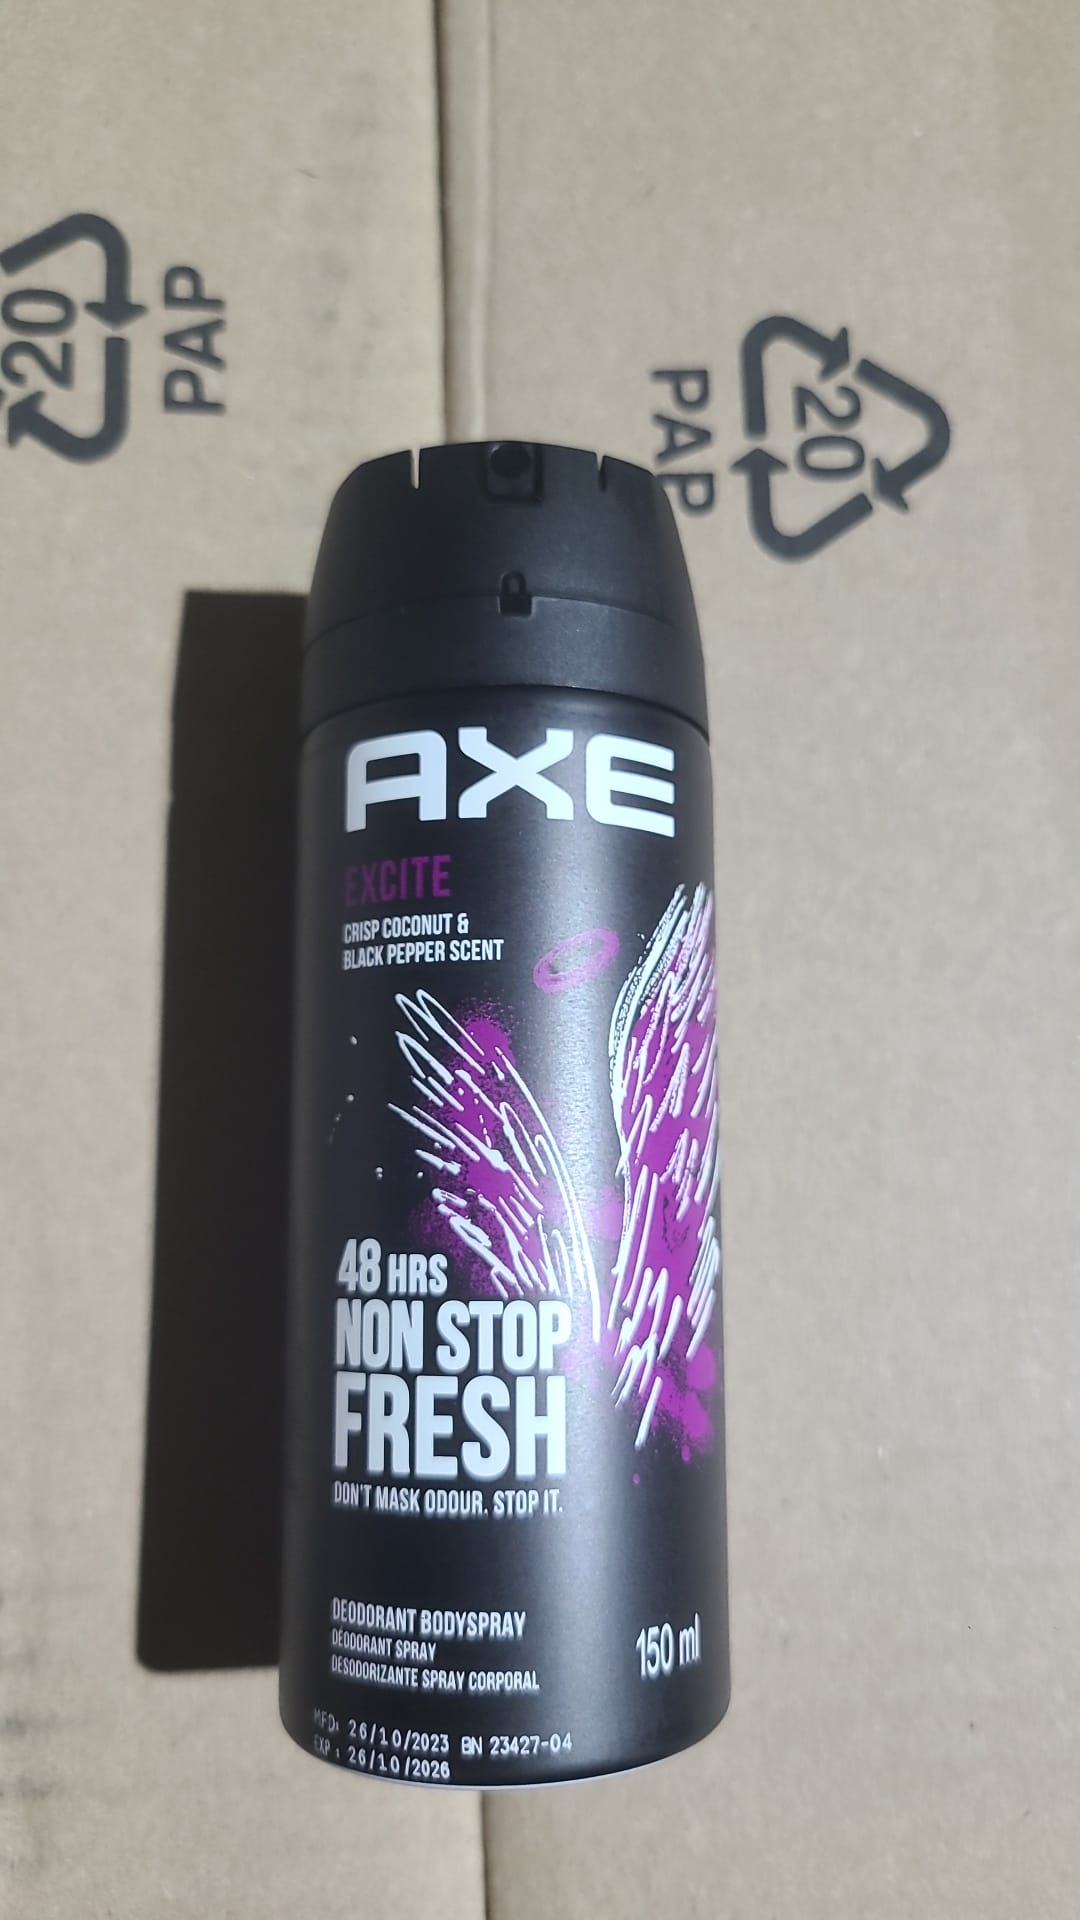 20
PAP
20
PAP
AXE
EXCITE
CRISP COCONUT &
BLACK PEPPER SCENT
48 HRS
NON STOP
FRESH
DON'T MASK ODOUR. STOP IT.
DEODORANT BODYSPRAY
DÉODORANT SPRAY
DESODORIZANTE SPRAY CORPORAL
150 ml
MFD: 26/10/2023 BN 23427-04
EXP : 26/10/2026